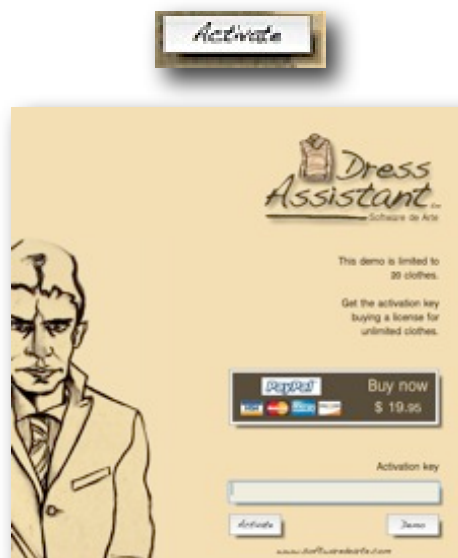 Activate
Dress
Assistant
Software de Arte
This demo is limited to
20 clothes.
Get the activation key
buying a license for
unlimited clothes.
PayPal Buy now
VISA $ 19.95
Activation key
Activate Demo
www.softwaredearte.com